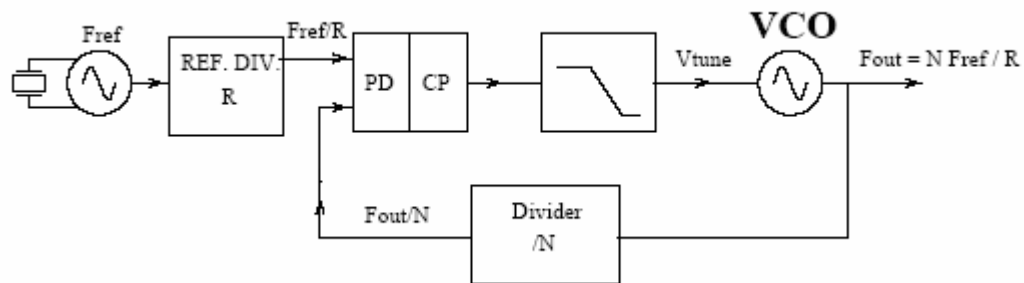 Fref
REF. DIV.
R
Fref/R
PD
CP
Vtune
VCO
Fout = N Fref / R
Fout/N
Divider
/N